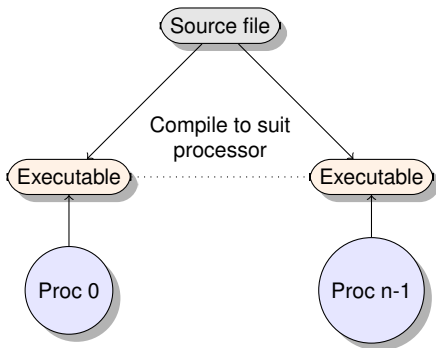 Source file
Compile to suit
processor
Executable
Executable
Proc 0
Proc n-1